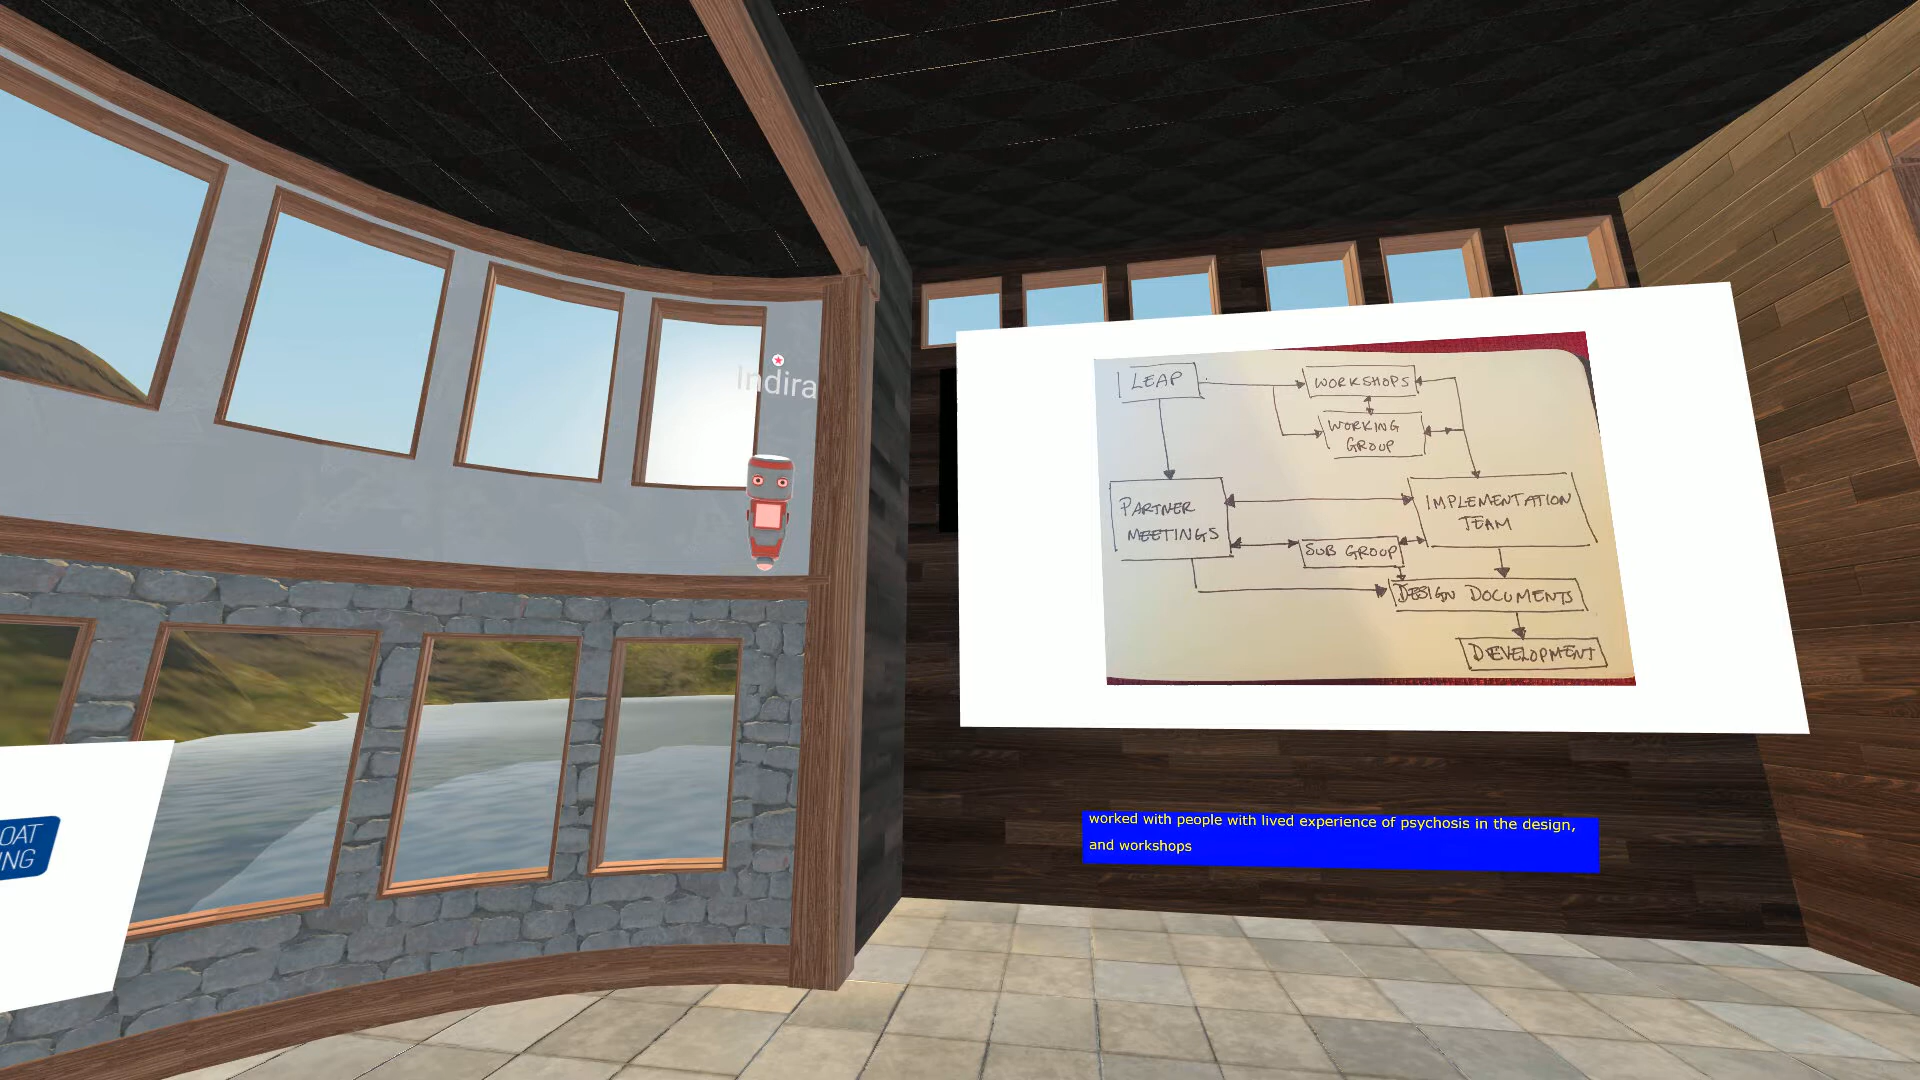 Indira
LEAP
WORKSHOPS
WORKING
GROUP
PARTNER
MEETINGS
IMPLEMENTATION
TEAM
SUB GROUP
DESIGN DOCUMENTS
DEVELOPMENT
OAT
ING
worked with people with lived experience of psychosis in the design,
and workshops